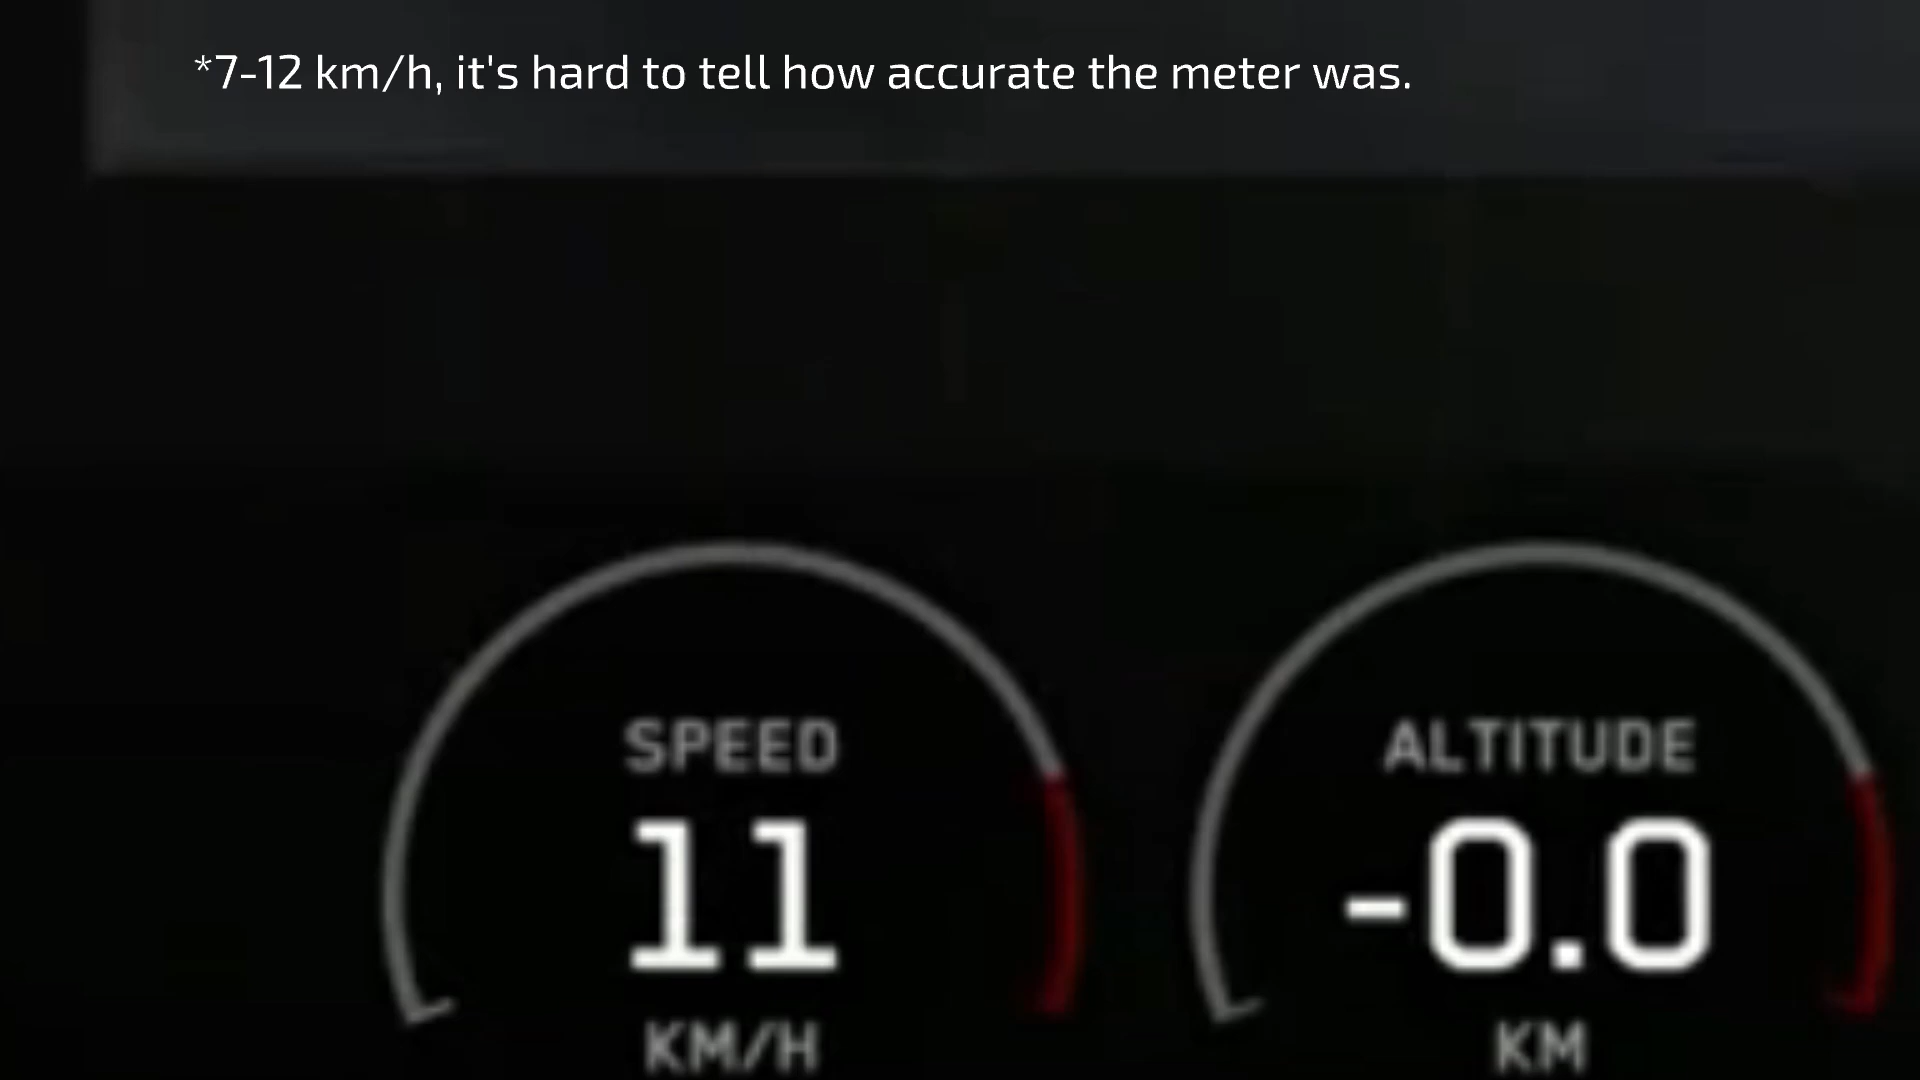 *7-12 km/h, it's hard to tell how accurate the meter was.
SPEED
11
KM/H
ALTITUDE
-0.0
KM